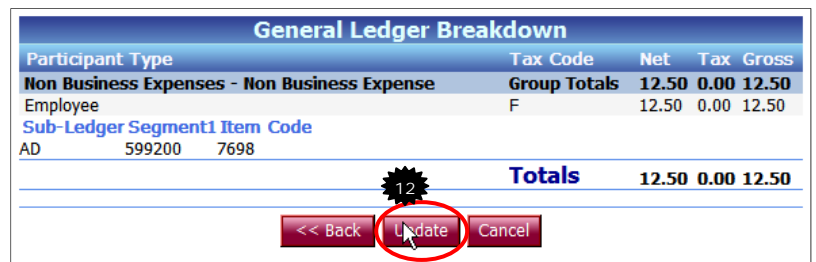 General Ledger Breakdown
Participant Type Tax Code Net Tax Gross
Non Business Expenses - Non Business Expense Group Totals 12.50 0.00 12.50
Employee F 12.50 0.00 12.50
Sub-Ledger Segment1 Item Code
AD 599200 7698
Totals 12.50 0.00 12.50
12
<< Back Update Cancel